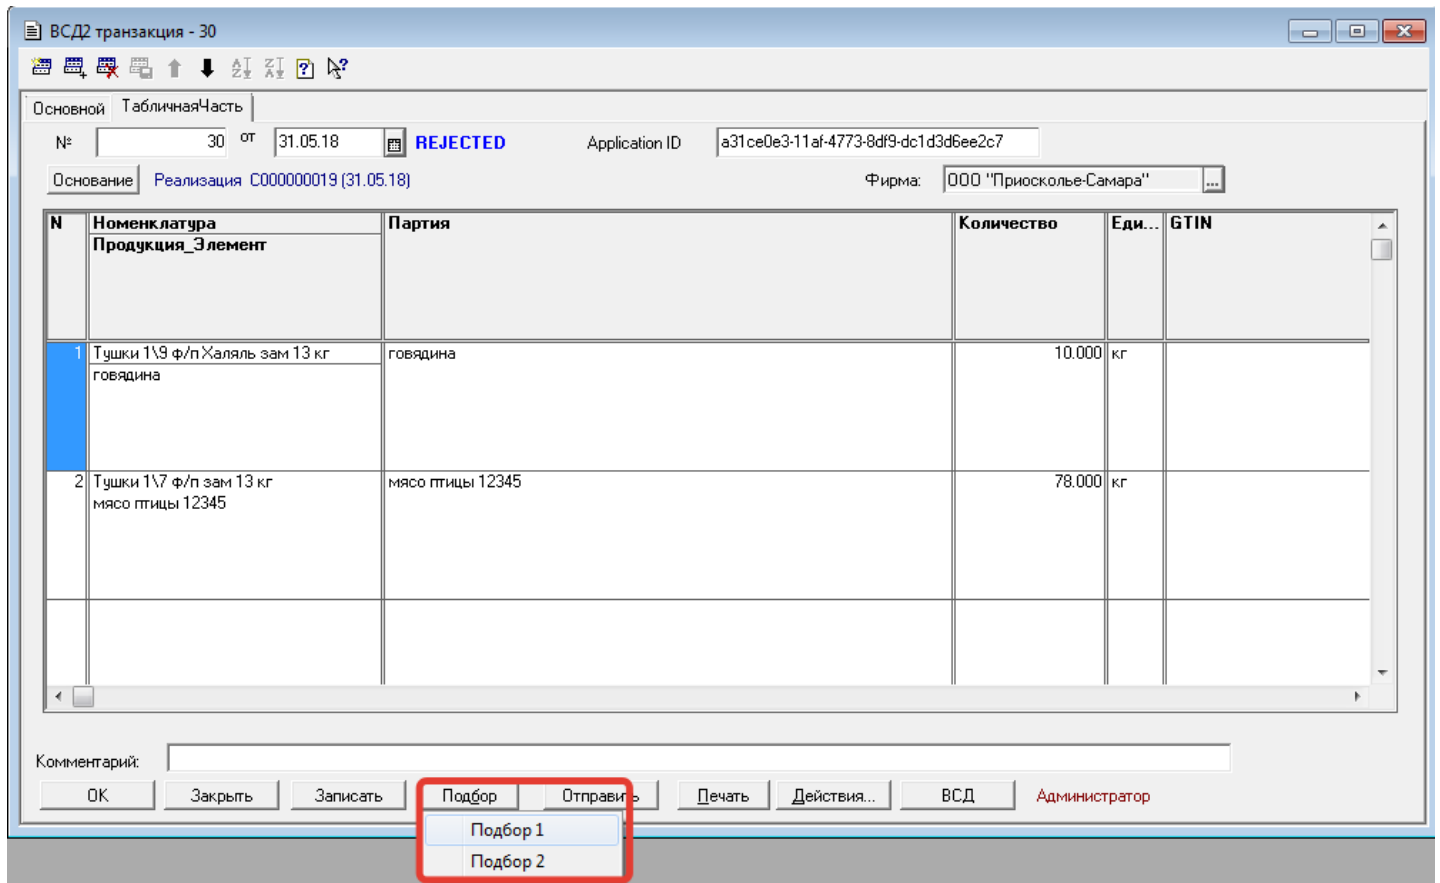 ВСД2 транзакция - 30
Основной ТабличнаяЧасть
№ 30 от 31.05.18 REJECTED Application ID a31ce0e3-11af-4773-8df9-dc1d3d6ee2c7
Основание Реализация С000000019 (31.05.18) Фирма: ООО "Приосколье-Самара" ...
N Номенклатура Партия Количество Еди... GTIN
Продукция_Элемент
1 Тушки 1\9 ф/п Халяль зам 13 кг говядина 10.000 кг
говядина
2 Тушки 1\7 ф/п зам 13 кг мясо птицы 12345 78.000 кг
мясо птицы 12345
Комментарий:
OK Закрыть Записать Подбор Отправить Печать Действия... ВСД Администратор
Подбор 1
Подбор 2